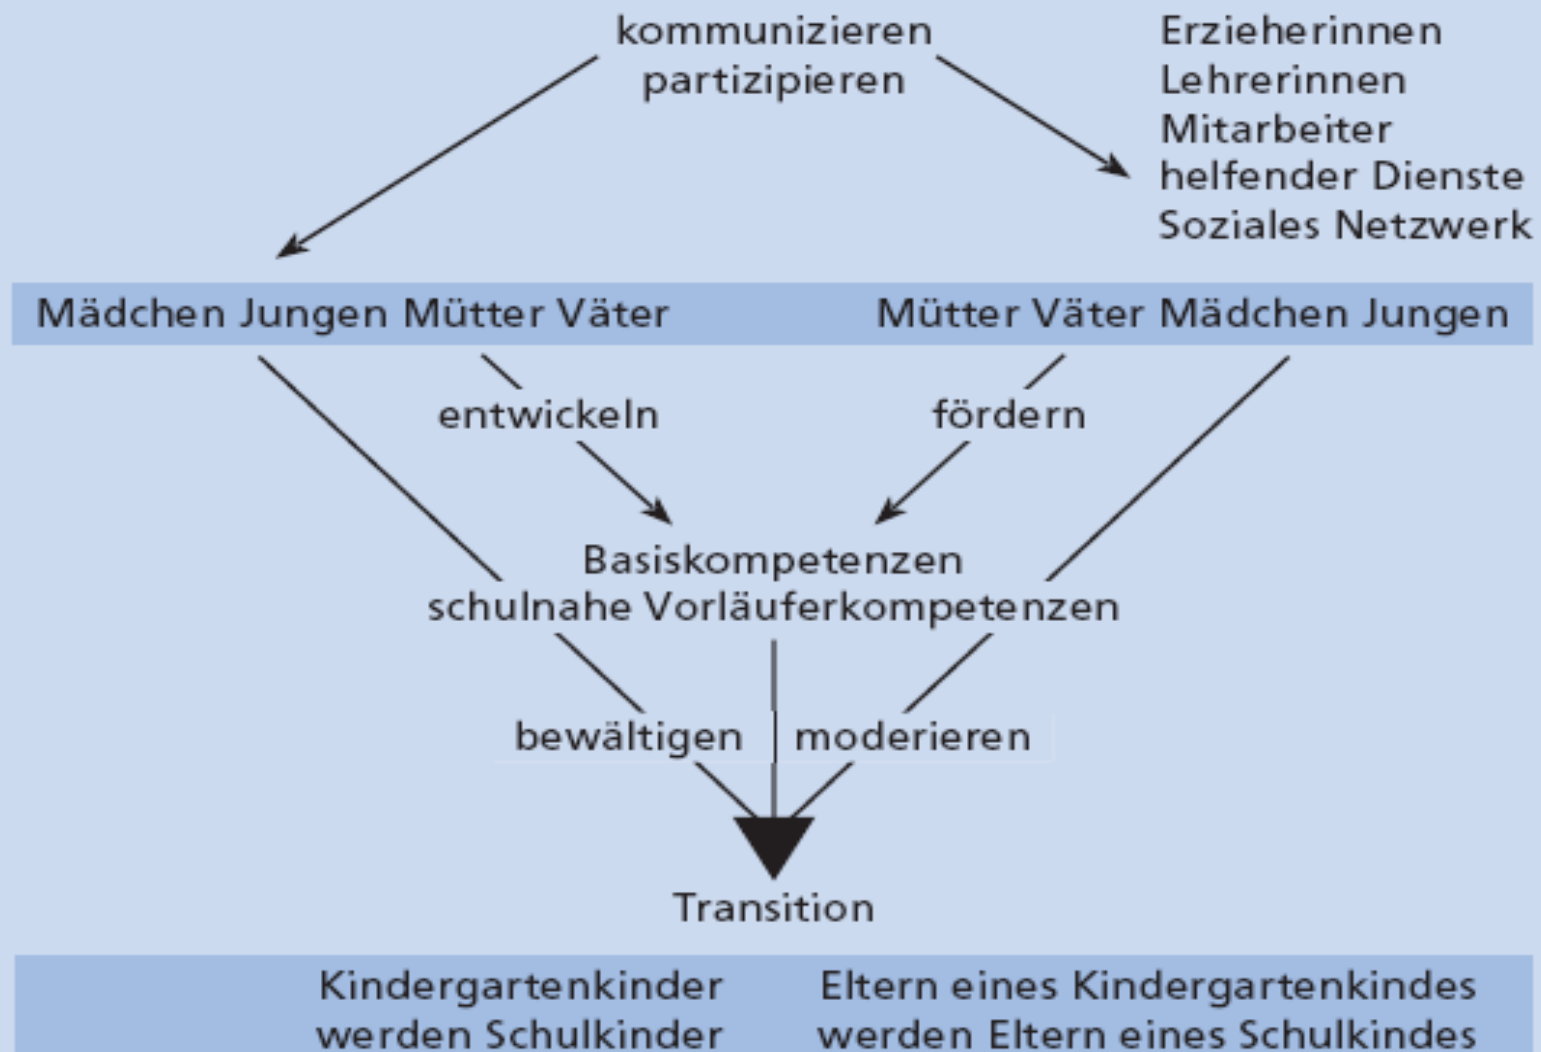 kommunizieren
partizipieren
Erzieherinnen
Lehrerinnen
Mitarbeiter
helfender Dienste
Soziales Netzwerk
Mädchen Jungen Mütter Väter
Mütter Väter Mädchen Jungen
entwickeln
fördern
Basiskompetenzen
schulnahe Vorläuferkompetenzen
bewältigen
moderieren
Transition
Kindergartenkinder
werden Schulkinder
Eltern eines Kindergartenkindes
werden Eltern eines Schulkindes